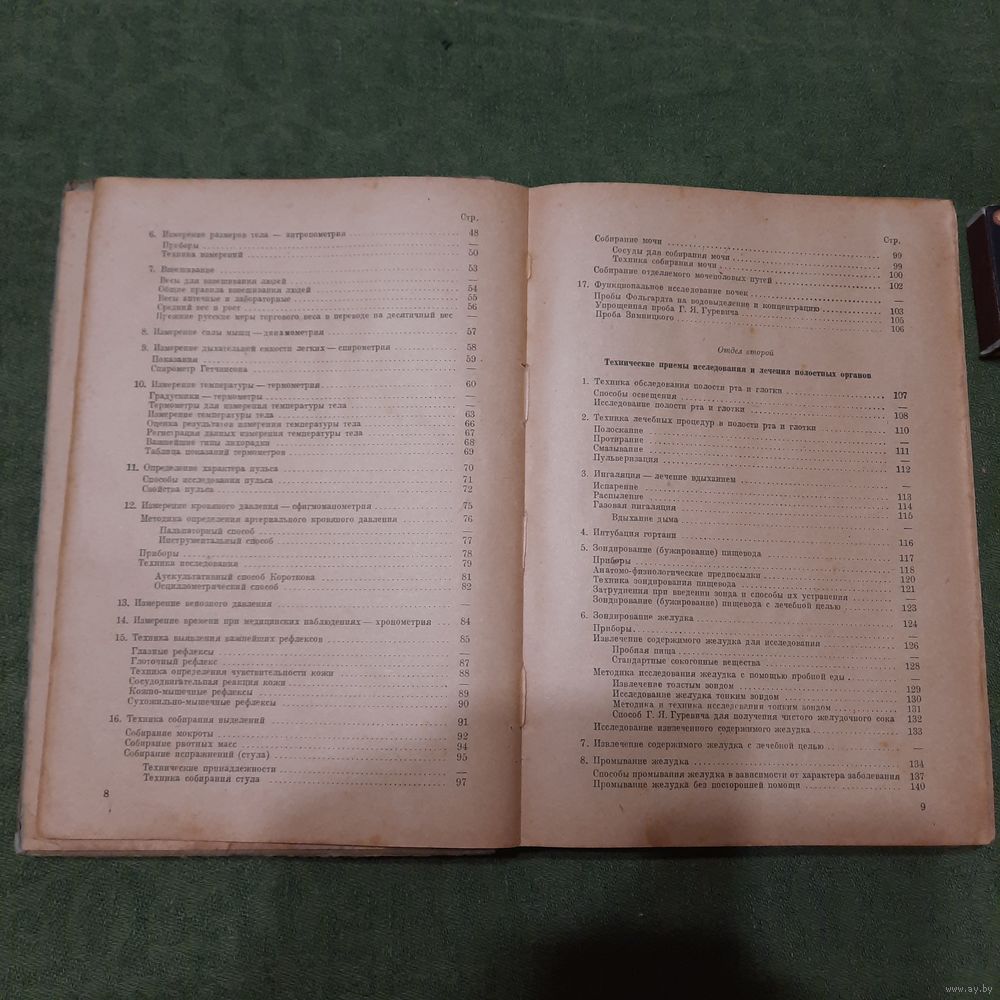 Стр.
6. Измерение размеров тела — антропометрия 48
Приборы —
Техника измерений 50
7. Взвешивание 53
Весы для взвешивания людей —
Общие правила взвешивания людей 54
Весы аптечные и лабораторные 55
Средний вес и рост 56
Прежние русские меры торгового веса в переводе на десятичный вес —
8. Измерение силы мышц — динамометрия 57
9. Измерение дыхательной емкости легких — спирометрия 58
Показания 59
Спирометр Гетчинсона —
10. Измерение температуры — термометрия 60
Градусники — термометры —
Термометры для измерения температуры тела —
Измерение температуры тела 63
Оценка результатов измерения температуры тела 66
Регистрация данных измерения температуры тела 67
Важнейшие типы лихорадки 68
Таблица показаний термометров 69
11. Определение характера пульса 70
Способы исследования пульса 71
Свойства пульса 72
12. Измерение кровяного давления — сфигмоманометрия 75
Методика определения артериального кровяного давления 76
Пальпаторный способ —
Инструментальный способ 77
Приборы 78
Техника исследования 79
Аускультативный способ Короткова 81
Осциллометрический способ 82
13. Измерение венозного давления —
14. Измерение времени при медицинских наблюдениях — хронометрия 84
15. Техника выявления важнейших рефлексов 85
Глазные рефлексы —
Глоточный рефлекс 87
Техника определения чувствительности кожи 88
Сосудодвигательная реакция кожи —
Кожно-мышечные рефлексы 89
Сухожильно-мышечные рефлексы 90
16. Техника собирания выделений 91
Собирание мокроты 92
Собирание рвотных масс 94
Собирание испражнений (стула) 95
Технические принадлежности —
Техника собирания стула 97
8
Стр.
Собирание мочи 99
Сосуды для собирания мочи 99
Техника собирания мочи 100
Собирание отделяемого мочеполовых путей 102
17. Функциональное исследование почек —
Пробы Фольгардта на водовыделение и концентрацию 103
Упрощенная проба Г. Я. Гуревича 105
Проба Зимницкого 106
Отдел второй
Технические приемы исследования и лечения полостных органов
1. Техника обследования полости рта и глотки 107
Способы освещения —
Исследование полости рта и глотки 108
2. Техника лечебных процедур в полости рта и глотки 110
Полоскание —
Протирание 111
Смазывание —
Пульверизация 112
3. Ингаляция — лечение вдыханием —
Испарение 113
Распыление 114
Газовая ингаляция 115
Вдыхание дыма —
4. Интубация гортани 116
5. Зондирование (бужирование) пищевода 117
Приборы 118
Анатомо-физиологические предпосылки 120
Техника зондирования пищевода 121
Затруднения при введении зонда и способы их устранения —
Зондирование (бужирование) пищевода с лечебной целью 123
6. Зондирование желудка 124
Приборы —
Извлечение содержимого желудка для исследования 126
Пробная пища —
Стандартные сокогонные вещества 128
Методика исследования желудка с помощью пробной еды —
Извлечение толстым зондом 129
Исследование желудка тонким зондом 130
Методика и техника исследования тонким зондом 131
Способ Г. Я. Гуревича для получения чистого желудочного сока 132
Исследование извлеченного содержимого желудка 133
7. Извлечение содержимого желудка с лечебной целью —
8. Промывание желудка 134
Способы промывания желудка в зависимости от характера заболевания 137
Промывание желудка без посторонней помощи 140
9
www.ay.by